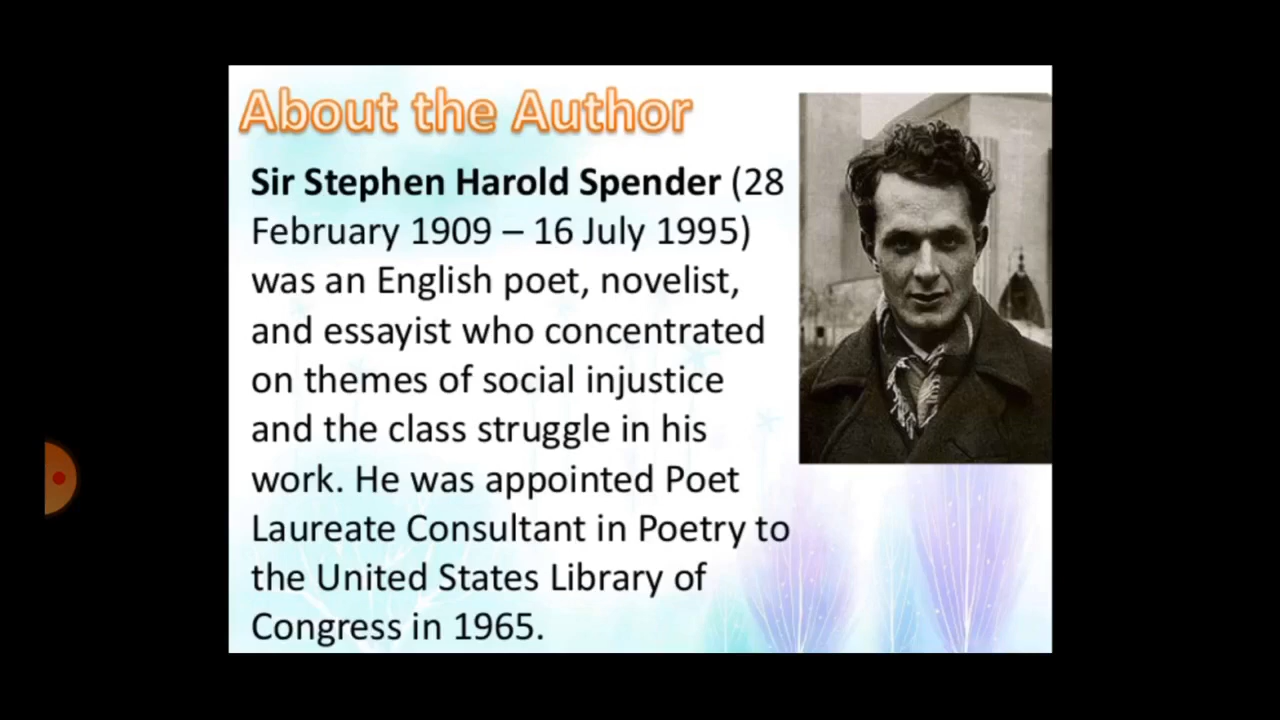 About the Author
Sir Stephen Harold Spender (28
February 1909 – 16 July 1995)
was an English poet, novelist,
and essayist who concentrated
on themes of social injustice
and the class struggle in his
work. He was appointed Poet
Laureate Consultant in Poetry to
the United States Library of
Congress in 1965.